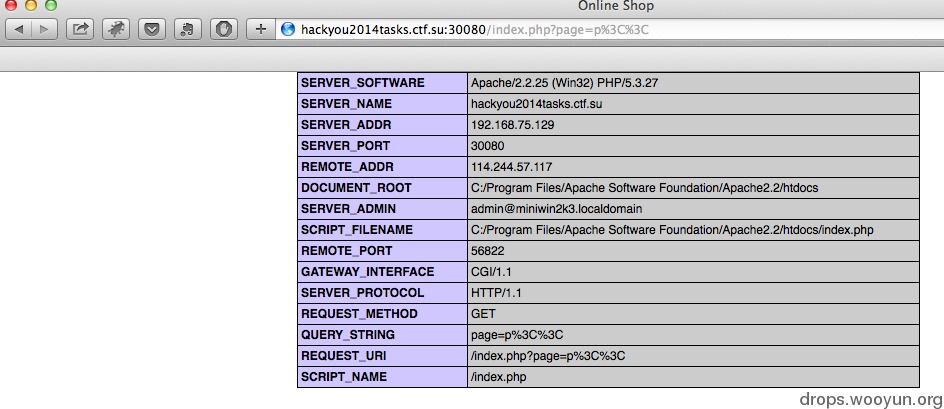 Online Shop
hackyou2014tasks.ctf.su:30080/index.php?page=p%3C%3C
SERVER_SOFTWARE Apache/2.2.25 (Win32) PHP/5.3.27
SERVER_NAME hackyou2014tasks.ctf.su
SERVER_ADDR 192.168.75.129
SERVER_PORT 30080
REMOTE_ADDR 114.244.57.117
DOCUMENT_ROOT C:/Program Files/Apache Software Foundation/Apache2.2/htdocs
SERVER_ADMIN admin@miniwin2k3.localdomain
SCRIPT_FILENAME C:/Program Files/Apache Software Foundation/Apache2.2/htdocs/index.php
REMOTE_PORT 56822
GATEWAY_INTERFACE CGI/1.1
SERVER_PROTOCOL HTTP/1.1
REQUEST_METHOD GET
QUERY_STRING page=p%3C%3C
REQUEST_URI /index.php?page=p%3C%3C
SCRIPT_NAME /index.php
drops.wooyun.org